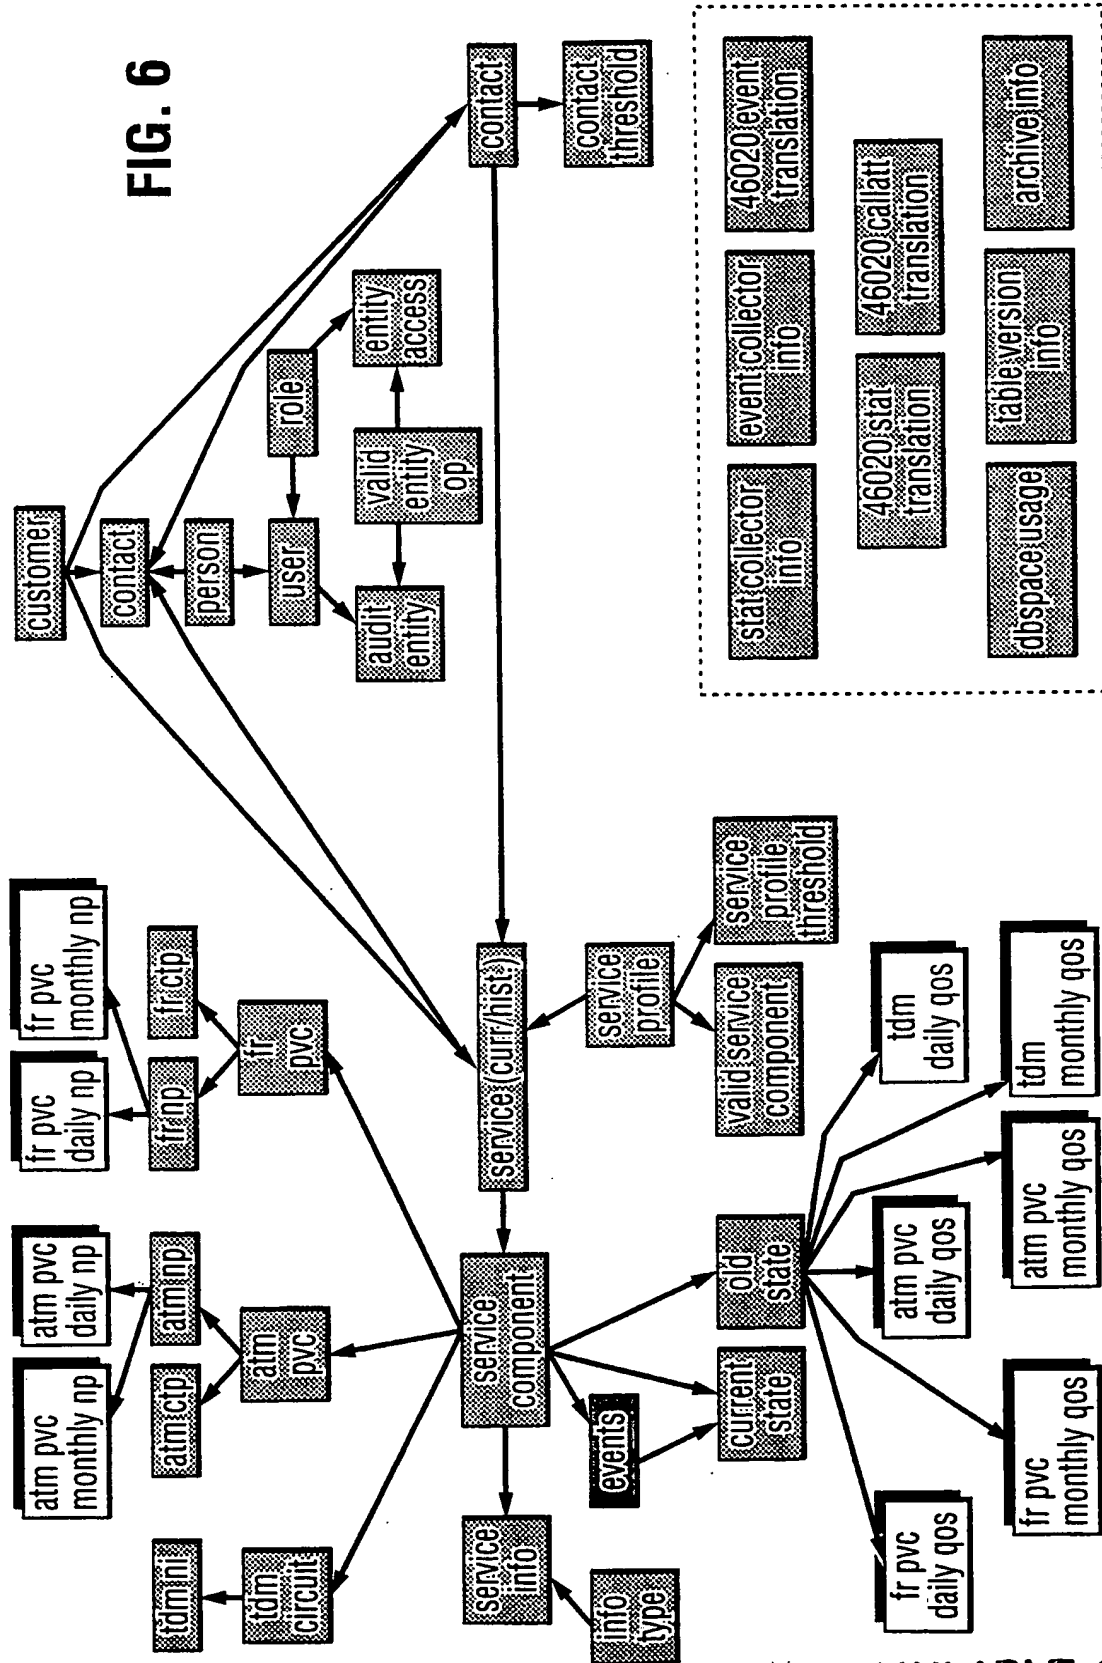 FIG. 6
customer
contact
person
user
role
audit
entity
valid
entity
op
entity
access
contact
contact
threshold
fr pvc
monthly np
fr pvc
daily np
fr np
fr ctp
fr
pvc
atm pvc
daily np
atm pvc
monthly np
atm np
atm ctp
atm
pvc
tdm ni
tdm
circuit
service (curr/hist.)
service
component
service
info
info
type
events
current
state
old
state
service
profile
valid service
component
service
profile
threshold
fr pvc
daily qos
fr pvc
monthly qos
atm pvc
daily qos
atm pvc
monthly qos
tdm
daily qos
tdm
monthly qos
stat collector
info
event collector
info
46020 event
translation
46020 stat
translation
46020 callatt
translation
dbspace usage
table version
info
archive info